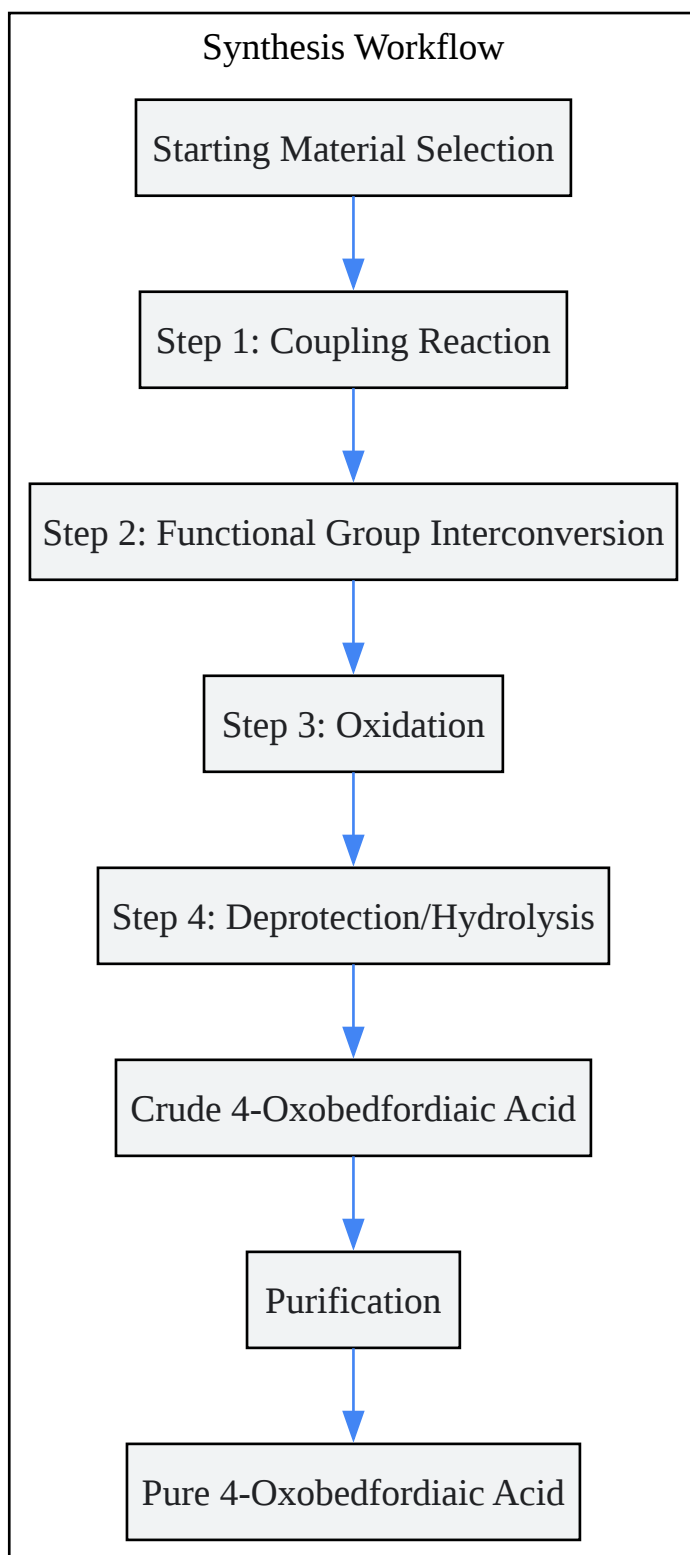 Synthesis Workflow
Starting Material Selection
Step 1: Coupling Reaction
Step 2: Functional Group Interconversion
Step 3: Oxidation
Step 4: Deprotection/Hydrolysis
Crude 4-Oxobedfordiaic Acid
Purification
Pure 4-Oxobedfordiaic Acid